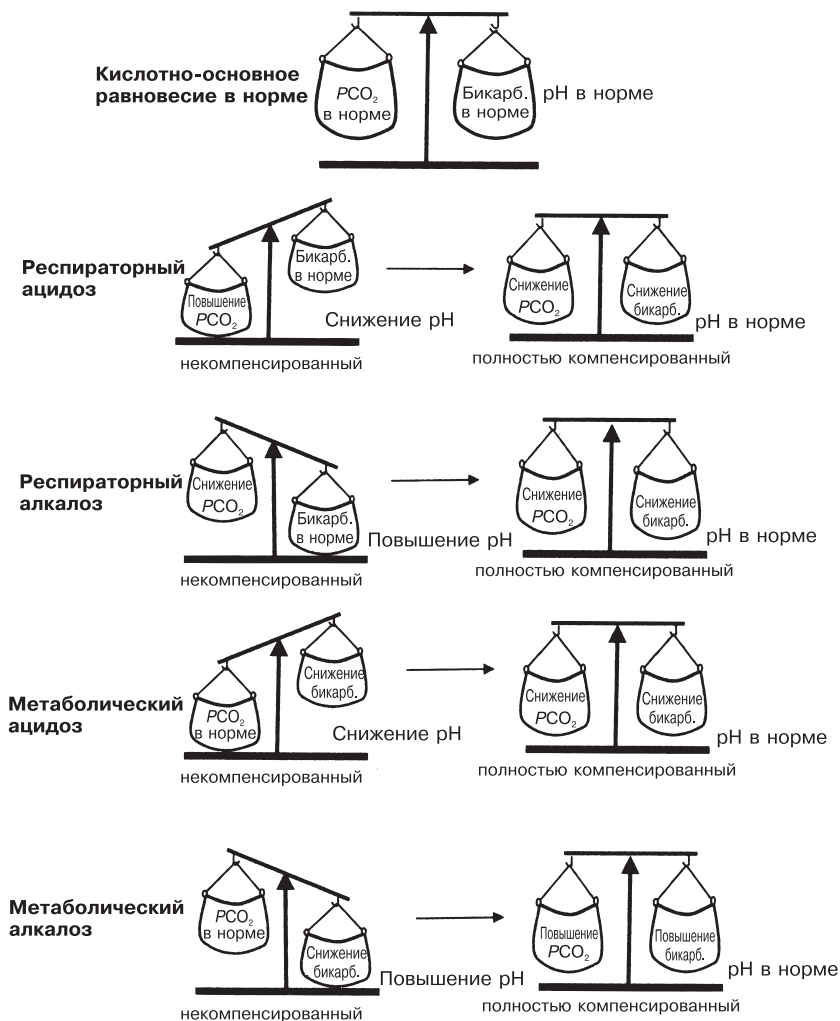 Кислотно-основное
равновесие в норме
PCO2
в норме
Бикарб.
в норме
pH в норме
Респираторный
ацидоз
Повышение
PCO2
Бикарб.
в норме
Снижение pH
некомпенсированный
Снижение
PCO2
Снижение
бикарб.
pH в норме
полностью компенсированный
Респираторный
алкалоз
Снижение
PCO2
Бикарб.
в норме
Повышение pH
некомпенсированный
Снижение
PCO2
Снижение
бикарб.
pH в норме
полностью компенсированный
Метаболический
ацидоз
PCO2
в норме
Снижение
бикарб.
Снижение pH
некомпенсированный
Снижение
PCO2
Снижение
бикарб.
pH в норме
полностью компенсированный
Метаболический
алкалоз
PCO2
в норме
Снижение
бикарб.
Повышение pH
некомпенсированный
Повышение
PCO2
Повышение
бикарб.
pH в норме
полностью компенсированный